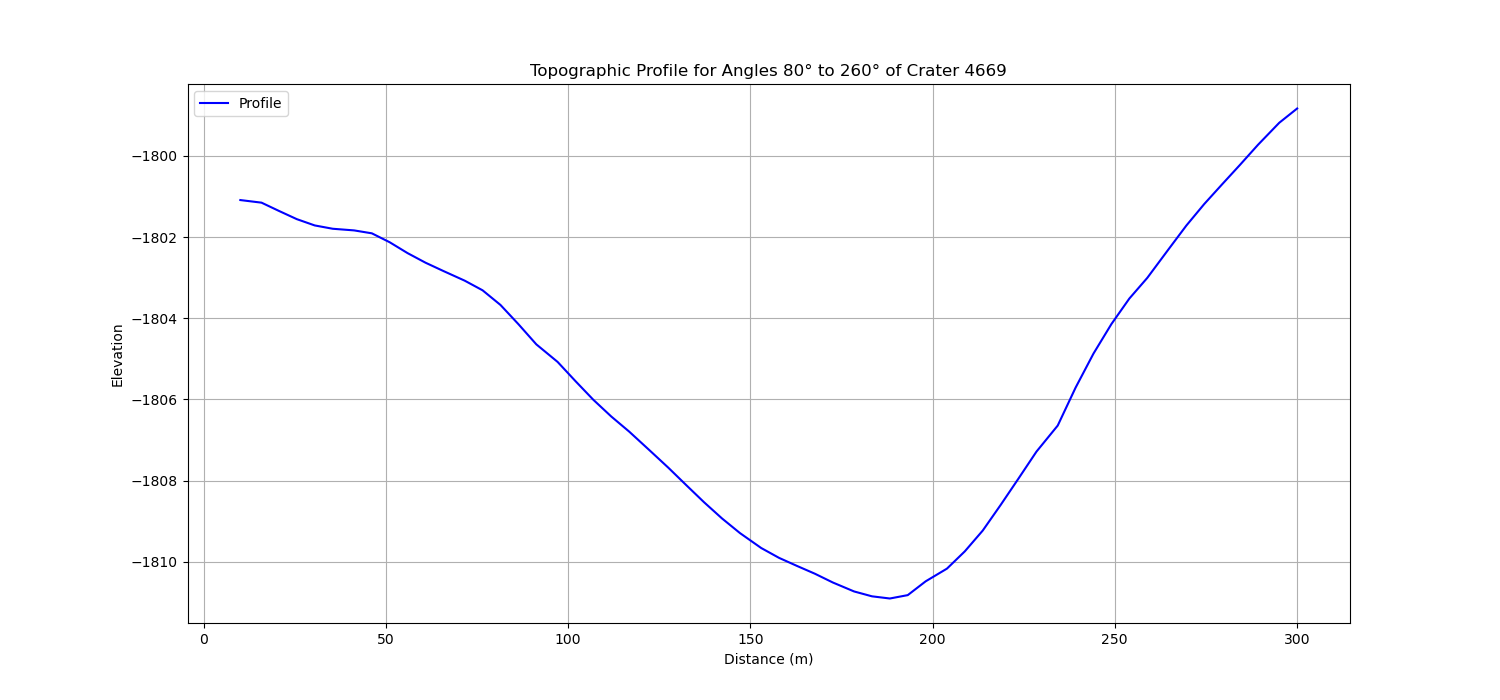 Topographic Profile for Angles 80° to 260° of Crater 4669
Profile
−1800
−1802
−1804
−1806
−1808
−1810
Elevation
0 50 100 150 200 250 300
Distance (m)